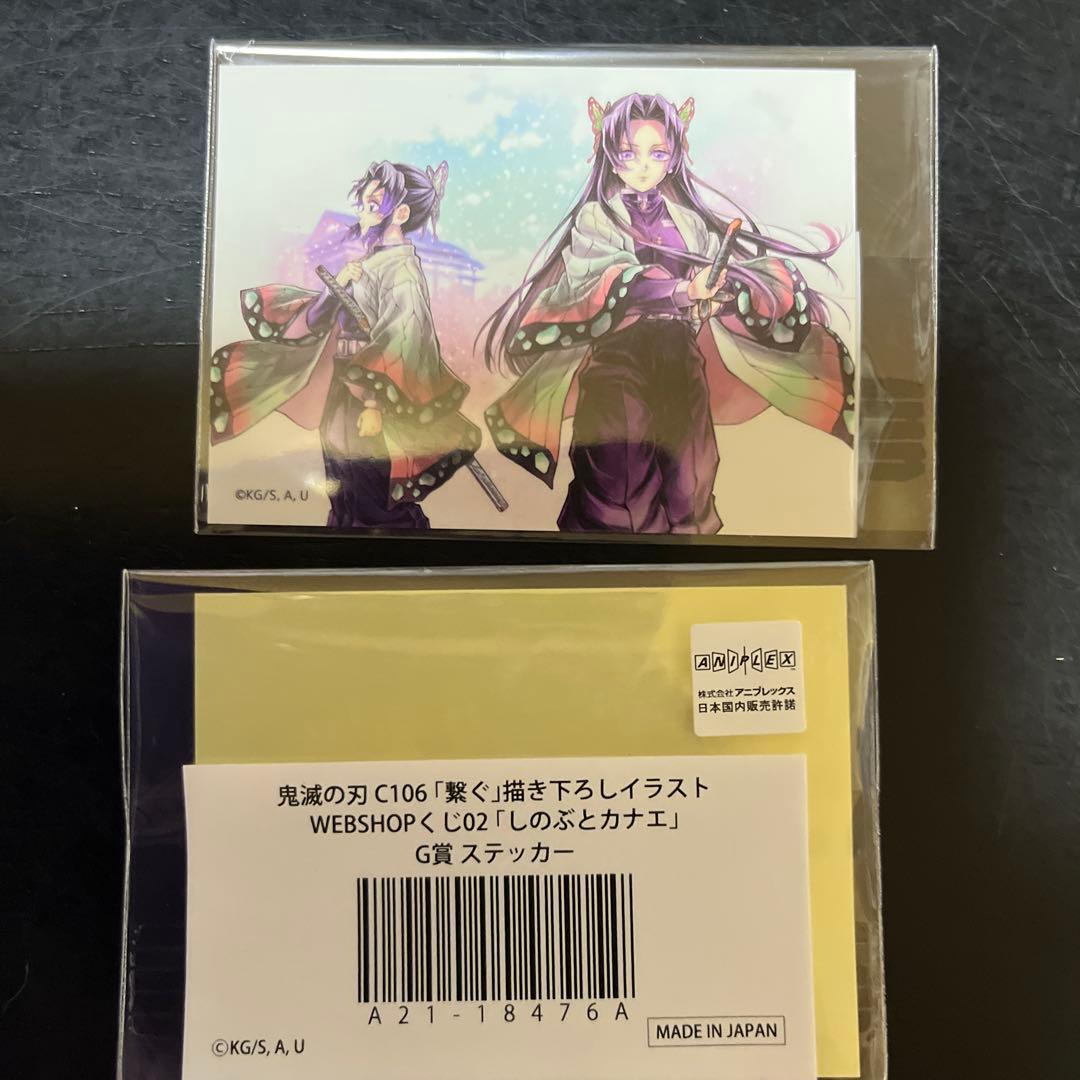 ©KG/S, A, U
ANIPLEX
株式会社 アニプレックス
日本国内販売許諾
鬼滅の刃 C106「繋ぐ」描き下ろしイラスト
WEBSHOPくじ02「しのぶとカナエ」
G賞 ステッカー
A21-18476A
©KG/S, A, U
MADE IN JAPAN